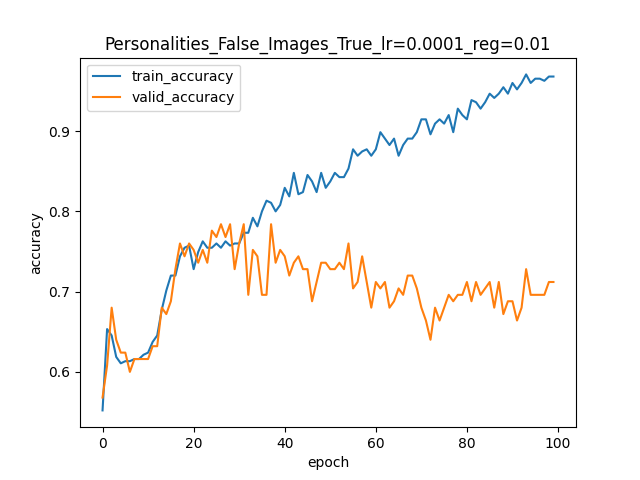 Personalities_False_Images_True_lr=0.0001_reg=0.01
train_accuracy
valid_accuracy
accuracy
0.9
0.8
0.7
0.6
0
20
40
60
80
100
epoch